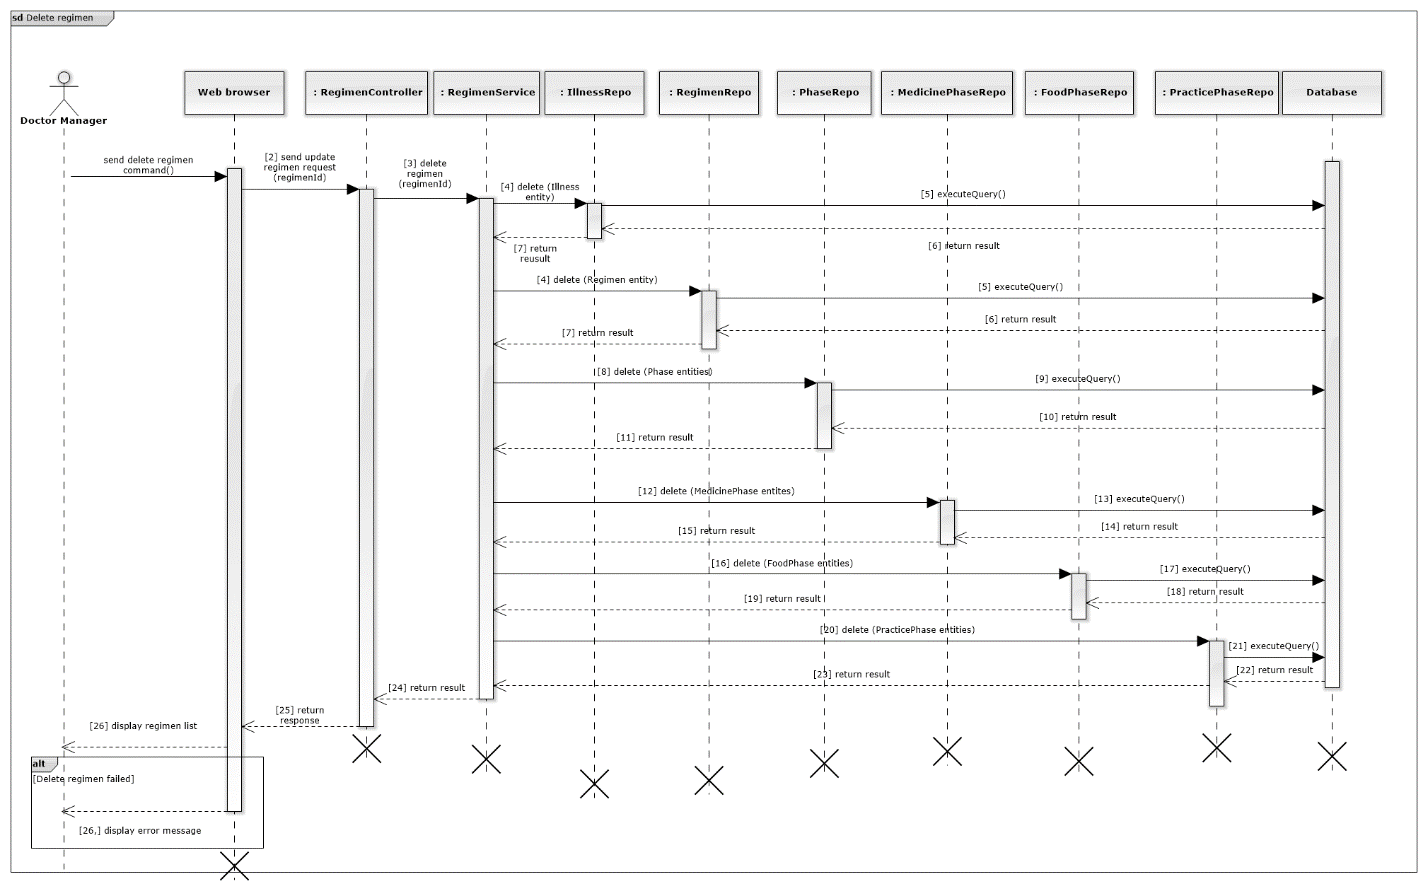 sd Delete regimen
Doctor Manager
Web browser
: RegimenController
: RegimenService
: IllnessRepo
: RegimenRepo
: PhaseRepo
: MedicinePhaseRepo
: FoodPhaseRepo
: PracticePhaseRepo
Database
send delete regimen
command()
[2] send update
regimen request
(regimenId)
[3] delete
regimen
(regimenId)
[4] delete (Illness
entity)
[5] executeQuery()
[6] return result
[7] return
reusult
[4] delete (Regimen entity)
[5] executeQuery()
[6] return result
[7] return result
[8] delete (Phase entities)
[9] executeQuery()
[10] return result
[11] return result
[12] delete (MedicinePhase entites)
[13] executeQuery()
[14] return result
[15] return result
[16] delete (FoodPhase entities)
[17] executeQuery()
[18] return result
[19] return result
[20] delete (PracticePhase entities)
[21] executeQuery()
[22] return result
[23] return result
[24] return result
[25] return
response
[26] display regimen list
alt
[Delete regimen failed]
[26,] display error message